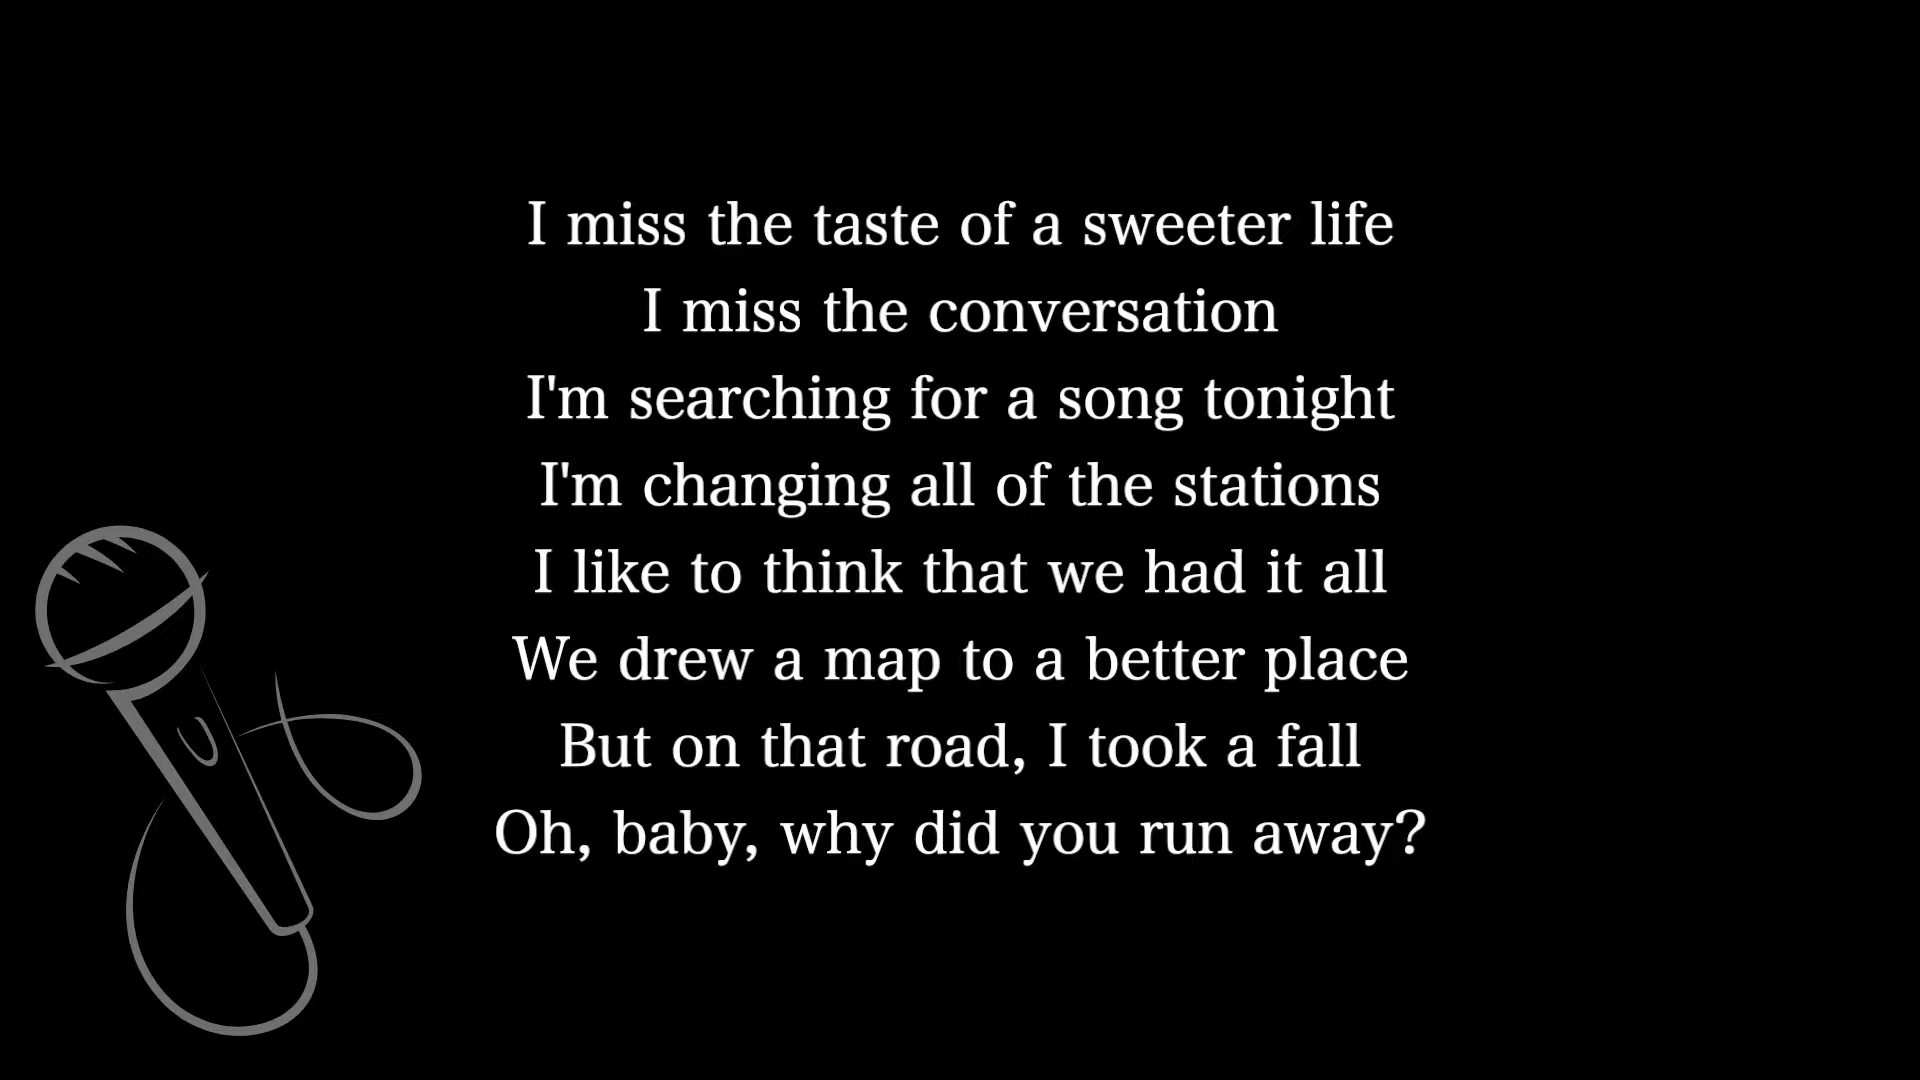 I miss the taste of a sweeter life
I miss the conversation
I'm searching for a song tonight
I'm changing all of the stations
I like to think that we had it all
We drew a map to a better place
But on that road, I took a fall
Oh, baby, why did you run away?